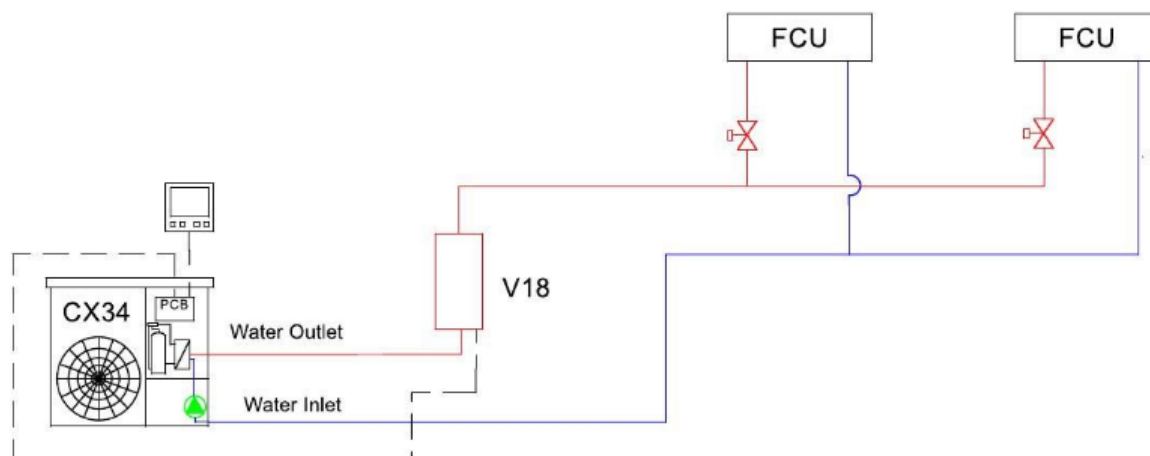 FCU
FCU
V18
PCB
CX34
Water Outlet
Water Inlet